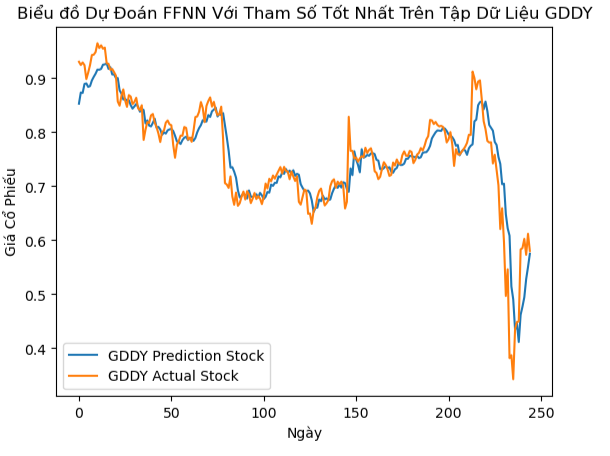 Biểu đồ Dự Đoán FFNN Với Tham Số Tốt Nhất Trên Tập Dữ Liệu GDDY
Giá Cổ Phiếu
0.9
0.8
0.7
0.6
0.5
0.4
GDDY Prediction Stock
GDDY Actual Stock
0 50 100 150 200 250
Ngày